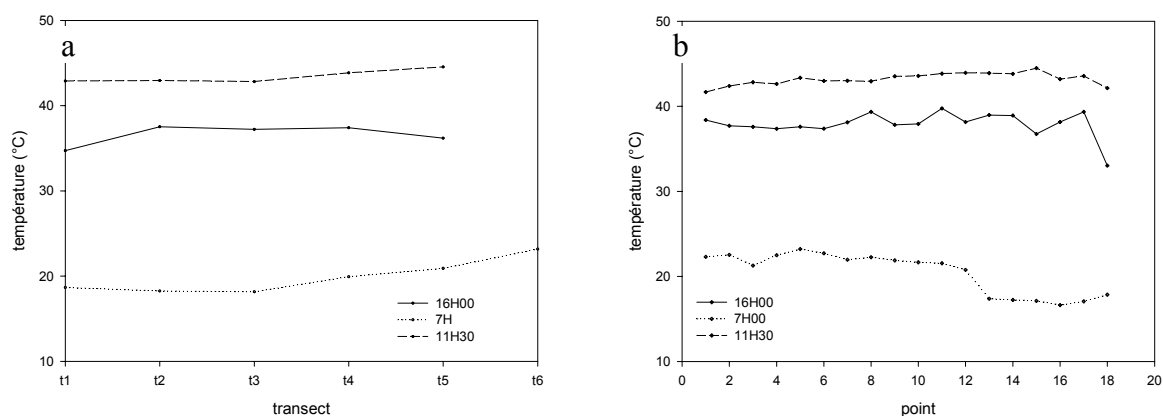 a
température (°C)
50
40
30
20
10
t1 t2 t3 t4 t5 t6
transect
16H00
7H
11H30
b
température (°C)
50
40
30
20
10
0 2 4 6 8 10 12 14 16 18 20
point
16H00
7H00
11H30